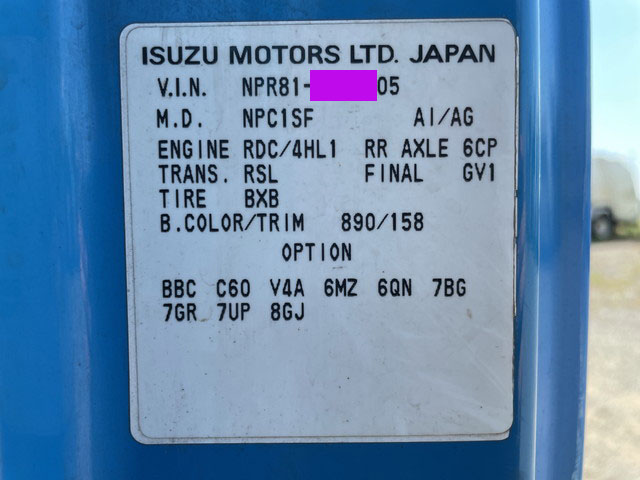 ISUZU MOTORS LTD. JAPAN
V.I.N. NPR81- 05
M.D. NPC1SF AI/AG
ENGINE RDC/4HL1 RR AXLE 6CP
TRANS. RSL FINAL GV1
TIRE BXB
B.COLOR/TRIM 890/158
OPTION
BBC C60 V4A 6MZ 6QN 7BG
7GR 7UP 8GJ